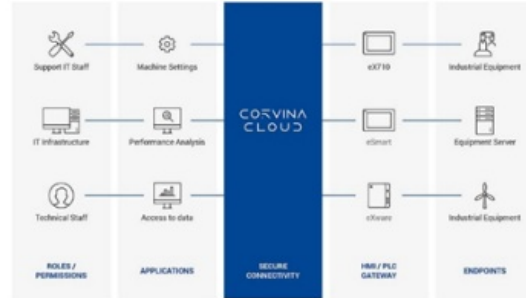 Support IT Staff
Machine Settings
eX710
Industrial Equipment
CORVINA
CLOUD
IT Infrastructure
Performance Analysis
eSmart
Equipment Server
Technical Staff
Access to data
eXware
Industrial Equipment
ROLES /
PERMISSIONS
APPLICATIONS
SECURE
CONNECTIVITY
HMI / PLC
GATEWAY
ENDPOINTS